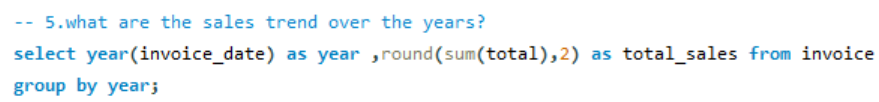 -- 5.what are the sales trend over the years?
select year(invoice_date) as year ,round(sum(total),2) as total_sales from invoice
group by year;